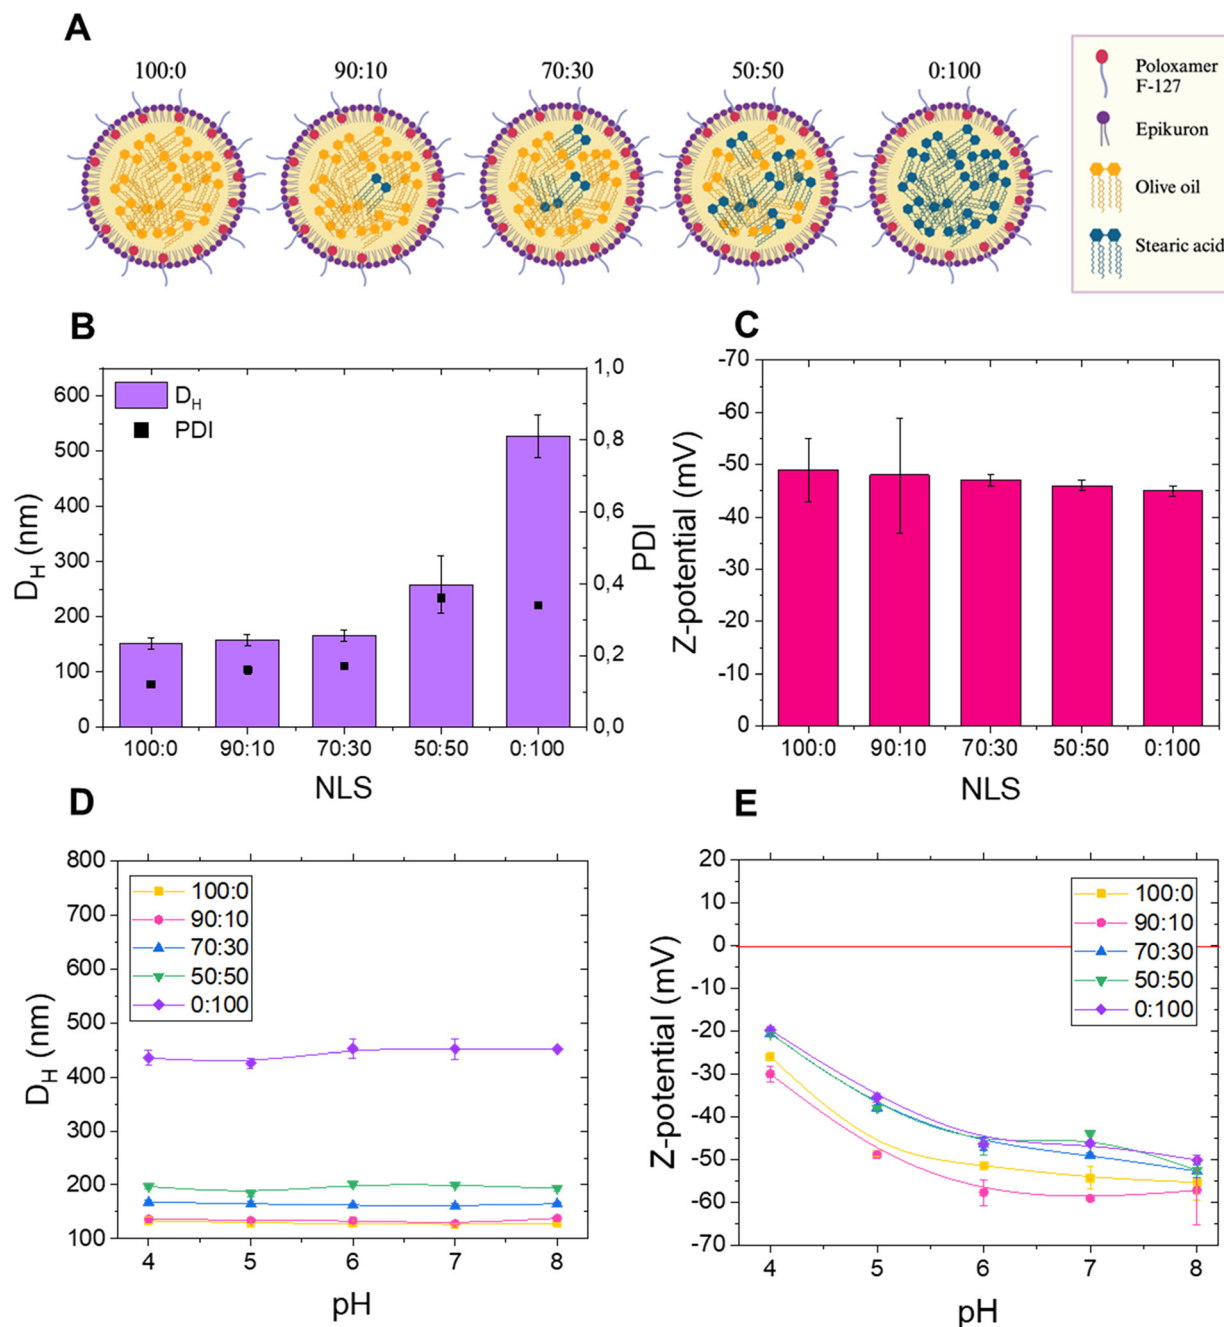 A
100:0 90:10 70:30 50:50 0:100
Poloxamer
F-127
Epikuron
Olive oil
Stearic acid
B
600
500
400
300
200
100
0
D_H (nm)
D_H
PDI
1,0
0,8
0,6
0,4
0,2
0,0
PDI
100:0 90:10 70:30 50:50 0:100
NLS
C
-70
-60
-50
-40
-30
-20
-10
0
Z-potential (mV)
100:0 90:10 70:30 50:50 0:100
NLS
D
800
700
600
500
400
300
200
100
D_H (nm)
100:0
90:10
70:30
50:50
0:100
4 5 6 7 8
pH
E
20
10
0
-10
-20
-30
-40
-50
-60
-70
Z-potential (mV)
100:0
90:10
70:30
50:50
0:100
4 5 6 7 8
pH